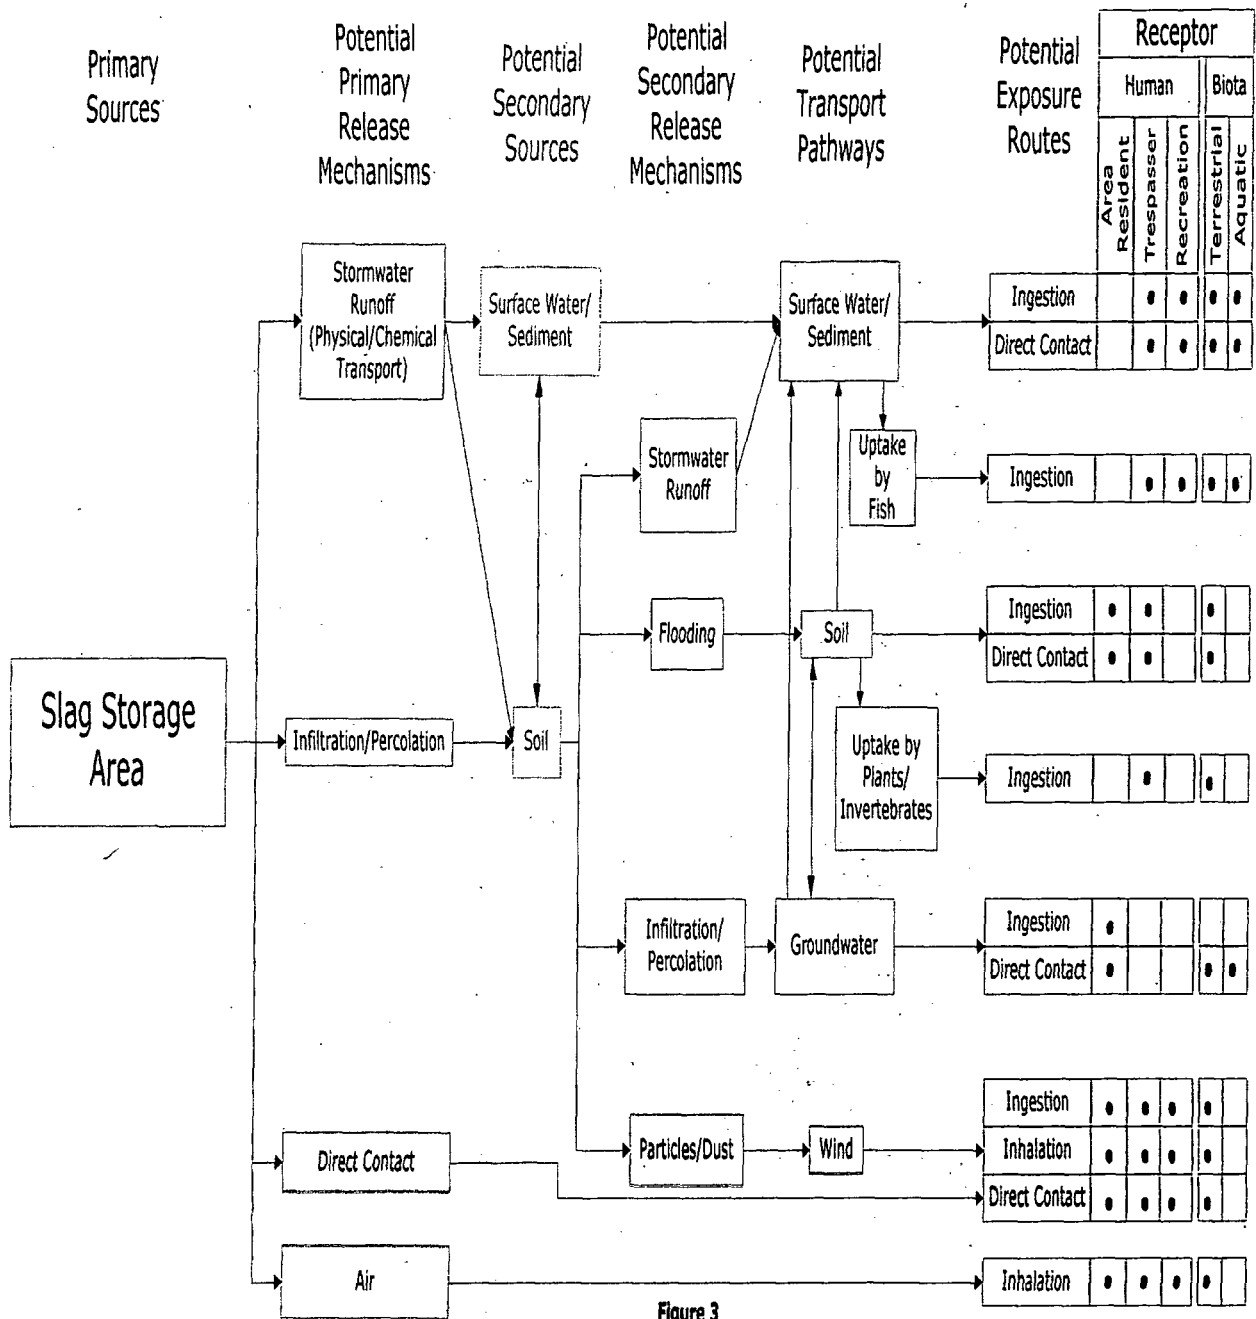 Primary
Sources
Potential
Primary
Release
Mechanisms
Potential
Secondary
Sources
Potential
Secondary
Release
Mechanisms
Potential
Transport
Pathways
Potential
Exposure
Routes
Receptor
Human
Biota
Area
Resident
Trespasser
Recreation
Terrestrial
Aquatic
Stormwater
Runoff
(Physical/Chemical
Transport)
Surface Water/
Sediment
Surface Water/
Sediment
Ingestion
Direct Contact
Stormwater
Runoff
Uptake
by
Fish
Ingestion
Flooding
Soil
Ingestion
Direct Contact
Slag Storage
Area
Infiltration/Percolation
Soil
Uptake by
Plants/
Invertebrates
Ingestion
Infiltration/
Percolation
Groundwater
Ingestion
Direct Contact
Direct Contact
Particles/Dust
Wind
Ingestion
Inhalation
Direct Contact
Air
Inhalation
Figure 3